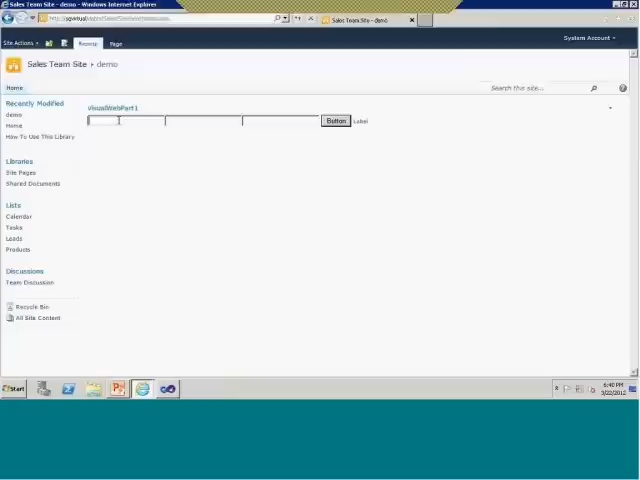 Sales Team Site - demo - Windows Internet Explorer
Sales Team Site - demo
Site Actions
Browse
Page
System Account
Sales Team Site ▸ demo
Home
Search this site...
Recently Modified
demo
Home
How To Use This Library
Libraries
Site Pages
Shared Documents
Lists
Calendar
Tasks
Leads
Products
Discussions
Team Discussion
Recycle Bin
All Site Content
VisualWebPart1
Button
Label
Start
6:40 PM
3/22/2012